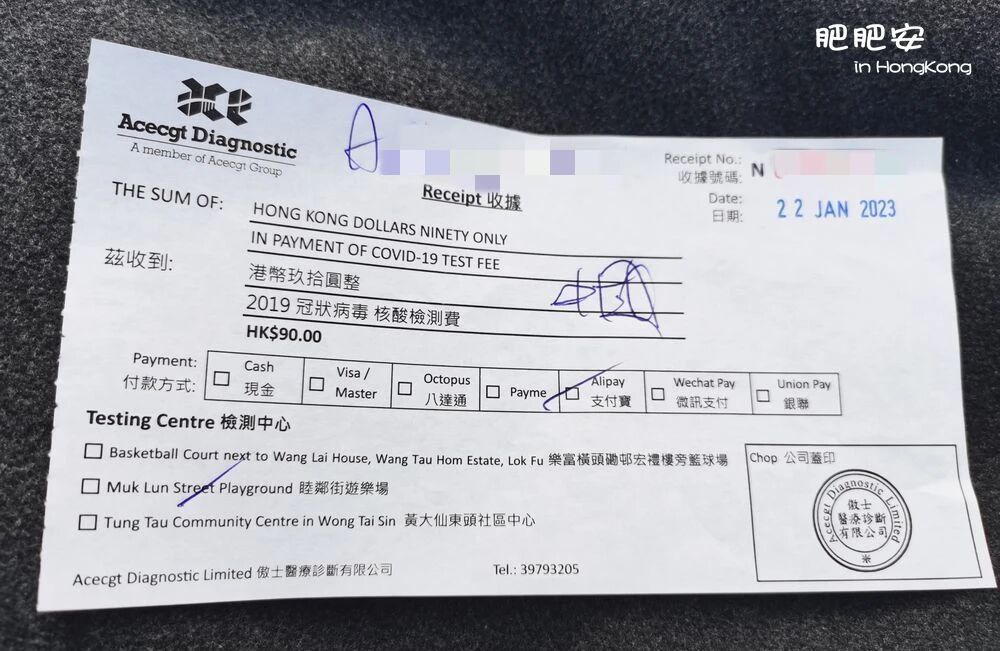 肥肥安
in HongKong
ace
Acecgt Diagnostic
A member of Acecgt Group
A
Receipt 收據
Receipt No.: N
收據號碼:
Date:
日期: 22 JAN 2023
THE SUM OF: HONG KONG DOLLARS NINETY ONLY
IN PAYMENT OF COVID-19 TEST FEE
茲收到: 港幣玖拾圓整
2019 冠狀病毒 核酸檢測費
HK$90.00
中國
Payment:
付款方式:
Cash
現金
Visa /
Master
Octopus
八達通
Payme
Alipay
支付寶
Wechat Pay
微訊支付
Union Pay
銀聯
Testing Centre 檢測中心
Basketball Court next to Wang Lai House, Wang Tau Hom Estate, Lok Fu 樂富橫頭磡邨宏禮樓旁籃球場
Muk Lun Street Playground 睦鄰街遊樂場
Tung Tau Community Centre in Wong Tai Sin 黃大仙東頭社區中心
Chop 公司蓋印
Acecgt Diagnostic Limited
傲士
醫療診斷
有限公司
Acecgt Diagnostic Limited 傲士醫療診斷有限公司 Tel.: 39793205